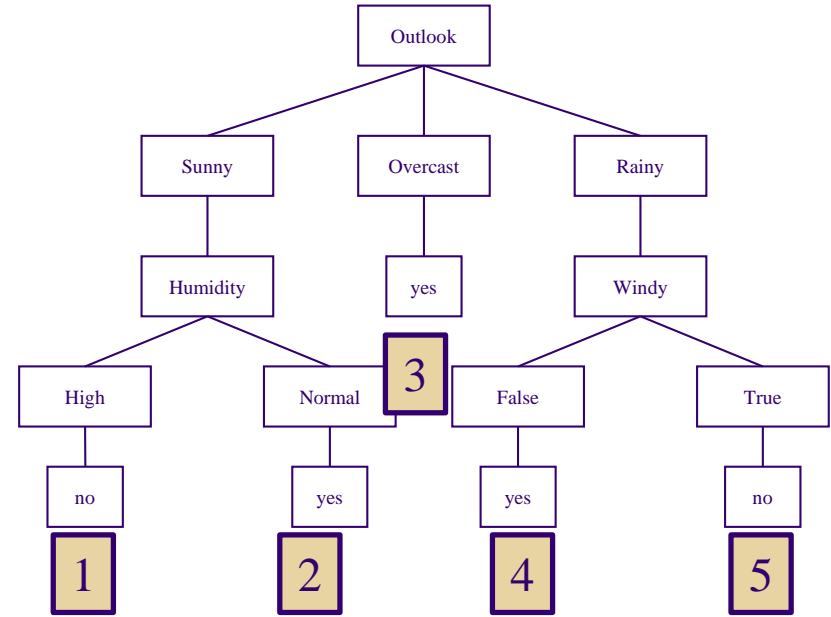 Outlook
Sunny
Overcast
Rainy
Humidity
yes
Windy
3
High
Normal
False
True
no
yes
yes
no
1
2
4
5